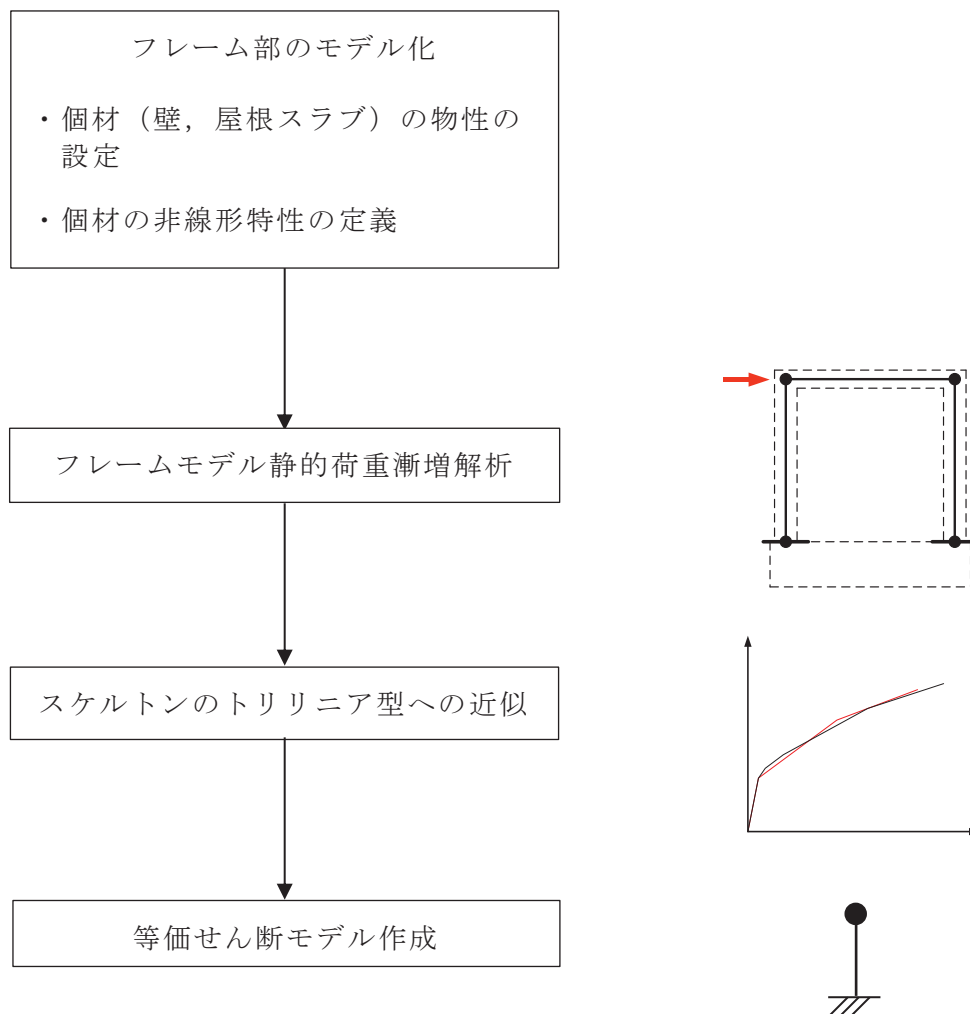 フレーム部のモデル化
・個材（壁，屋根スラブ）の物性の
設定
・個材の非線形特性の定義
フレームモデル静的荷重漸増解析
スケルトンのトリリニア型への近似
等価せん断モデル作成